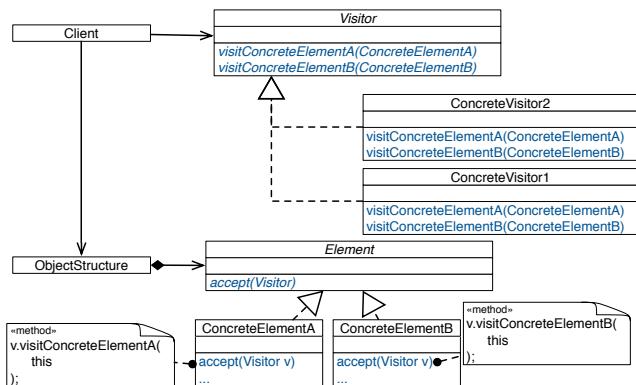 Visitor
Client
visitConcreteElementA(ConcreteElementA)
visitConcreteElementB(ConcreteElementB)
ConcreteVisitor2
visitConcreteElementA(ConcreteElementA)
visitConcreteElementB(ConcreteElementB)
ConcreteVisitor1
visitConcreteElementA(ConcreteElementA)
visitConcreteElementB(ConcreteElementB)
Element
ObjectStructure
accept(Visitor)
«method»
v.visitConcreteElementA(
this
);
ConcreteElementA
accept(Visitor v)
...
ConcreteElementB
accept(Visitor v)
...
«method»
v.visitConcreteElementB(
this
);